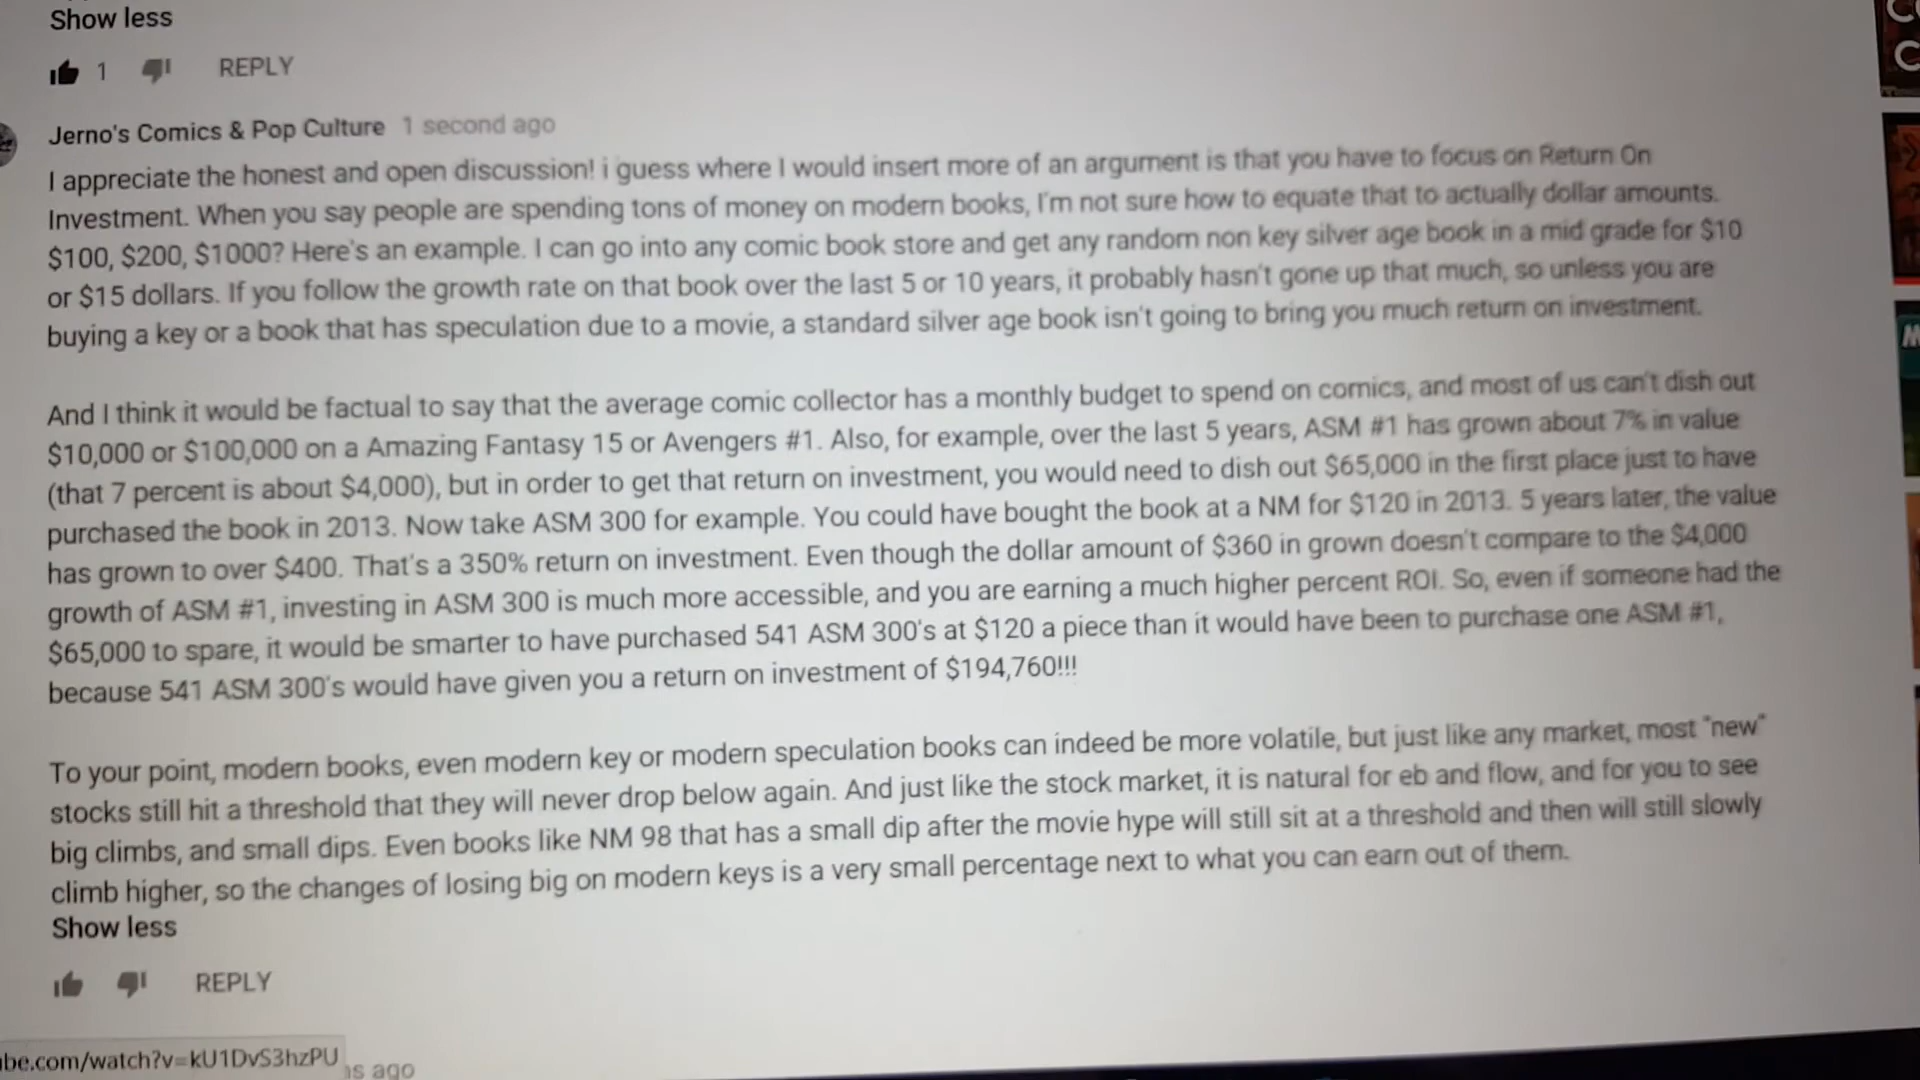 Show less
1 REPLY
Jerno's Comics & Pop Culture 1 second ago
I appreciate the honest and open discussion! i guess where I would insert more of an argument is that you have to focus on Return On
Investment. When you say people are spending tons of money on modern books, I'm not sure how to equate that to actually dollar amounts.
$100, $200, $1000? Here's an example. I can go into any comic book store and get any random non key silver age book in a mid grade for $10
or $15 dollars. If you follow the growth rate on that book over the last 5 or 10 years, it probably hasn't gone up that much, so unless you are
buying a key or a book that has speculation due to a movie, a standard silver age book isn't going to bring you much return on investment.
And I think it would be factual to say that the average comic collector has a monthly budget to spend on comics, and most of us can't dish out
$10,000 or $100,000 on a Amazing Fantasy 15 or Avengers #1. Also, for example, over the last 5 years, ASM #1 has grown about 7% in value
(that 7 percent is about $4,000), but in order to get that return on investment, you would need to dish out $65,000 in the first place just to have
purchased the book in 2013. Now take ASM 300 for example. You could have bought the book at a NM for $120 in 2013. 5 years later, the value
has grown to over $400. That's a 350% return on investment. Even though the dollar amount of $360 in grown doesn't compare to the $4,000
growth of ASM #1, investing in ASM 300 is much more accessible, and you are earning a much higher percent ROI. So, even if someone had the
$65,000 to spare, it would be smarter to have purchased 541 ASM 300's at $120 a piece than it would have been to purchase one ASM #1,
because 541 ASM 300's would have given you a return on investment of $194,760!!!
To your point, modern books, even modern key or modern speculation books can indeed be more volatile, but just like any market, most "new"
stocks still hit a threshold that they will never drop below again. And just like the stock market, it is natural for eb and flow, and for you to see
big climbs, and small dips. Even books like NM 98 that has a small dip after the movie hype will still sit at a threshold and then will still slowly
climb higher, so the changes of losing big on modern keys is a very small percentage next to what you can earn out of them.
Show less
REPLY
be.com/watch?v=kU1DvS3hzPU
ago